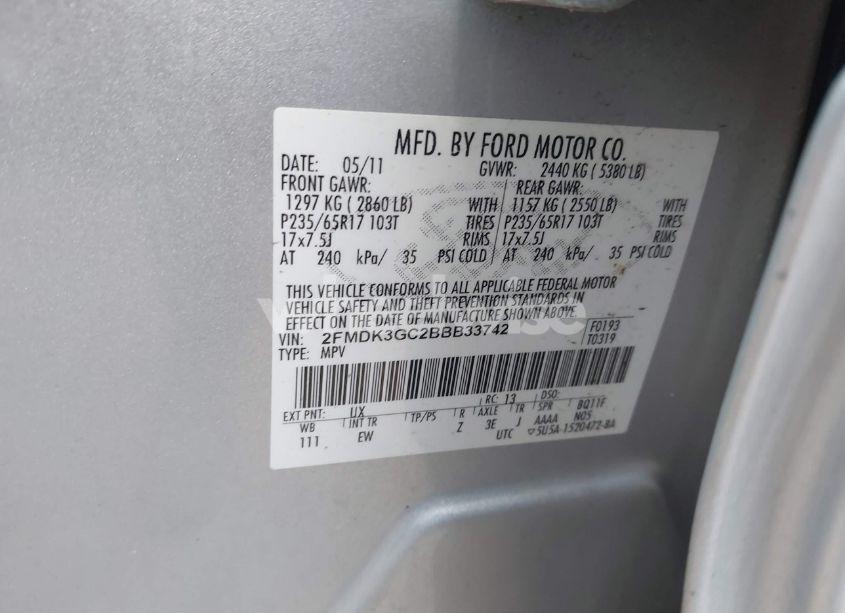 MFD. BY FORD MOTOR CO.
DATE: 05/11 GVWR: 2440 KG ( 5380 LB)
FRONT GAWR: REAR GAWR:
1297 KG ( 2860 LB) WITH 1157 KG ( 2550 LB) WITH
P235/65R17 103T TIRES P235/65R17 103T TIRES
17x7.5J RIMS 17x7.5J RIMS
AT 240 kPa/ 35 PSI COLD AT 240 kPa/ 35 PSI COLD
THIS VEHICLE CONFORMS TO ALL APPLICABLE FEDERAL MOTOR
VEHICLE SAFETY AND THEFT PREVENTION STANDARDS IN
EFFECT ON THE DATE OF MANUFACTURE SHOWN ABOVE.
VIN: 2FMDK3GC2BBB33742 F0193
TYPE: MPV T0319
RC: 13 DSO:
EXT PNT: UX BQ11F
WB INT TR TP/PS R AXLE TR SPR N05
111 EW Z 3E J AAAA
UTC 5U5A-1520472-BA